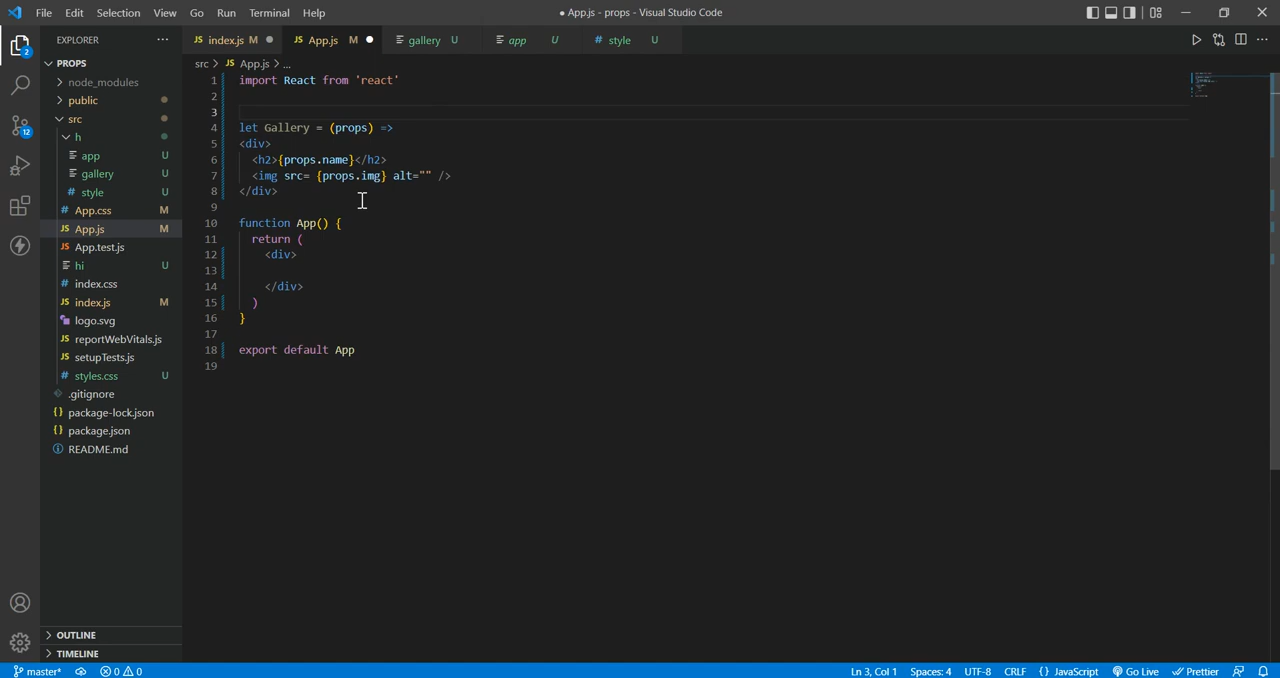 File Edit Selection View Go Run Terminal Help
● App.js - props - Visual Studio Code
EXPLORER
PROPS
node_modules
public
src
h
app U
gallery U
style U
App.css M
App.js M
App.test.js
hi U
index.css
index.js M
logo.svg
reportWebVitals.js
setupTests.js
styles.css U
.gitignore
package-lock.json
package.json
README.md
OUTLINE
TIMELINE
2
12
JS index.js M
JS App.js M
gallery U
app U
# style U
src > JS App.js > ...
1 import React from 'react'
2
3
4 let Gallery = (props) =>
5 <div>
6 <h2>{props.name}</h2>
7 <img src= {props.img} alt="" />
8 </div>
9
10 function App() {
11 return (
12 <div>
13
14 </div>
15 )
16 }
17
18 export default App
19
master* 0 0 Ln 3, Col 1 Spaces: 4 UTF-8 CRLF {} JavaScript Go Live Prettier